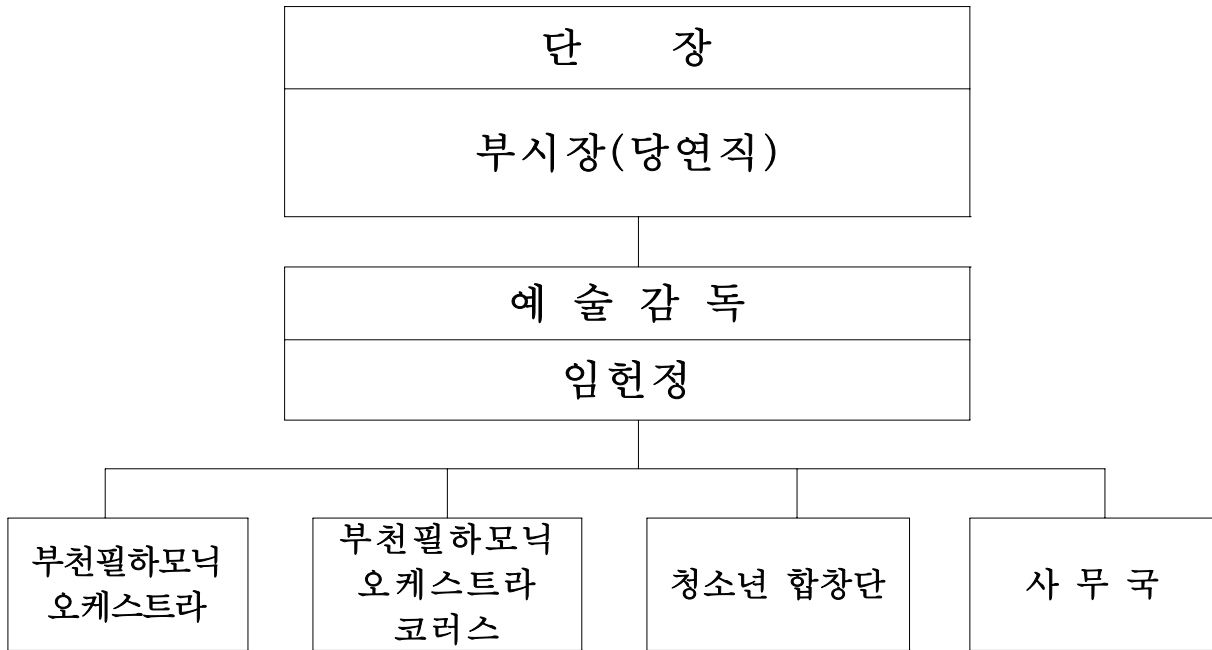 단 장
부시장(당연직)
예 술 감 독
임헌정
부천필하모닉
오케스트라
부천필하모닉
오케스트라
코러스
청소년 합창단
사 무 국